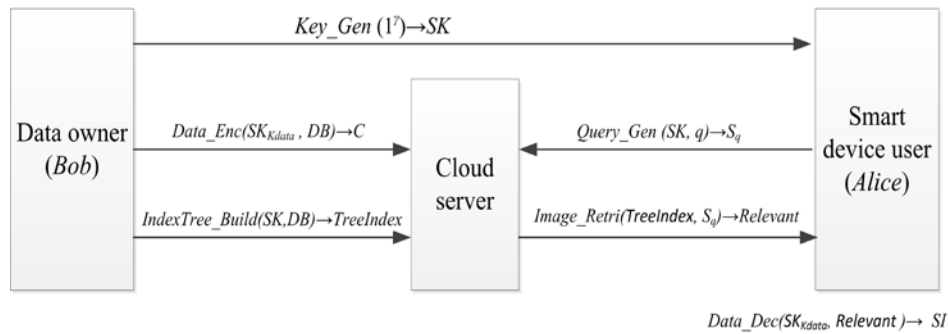 Key_Gen (1^γ)→SK
Data owner
(Bob)
Data_Enc(SK_Kdata , DB)→C
IndexTree_Build(SK,DB)→TreeIndex
Cloud
server
Query_Gen (SK, q)→S_q
Image_Retri(TreeIndex, S_q)→Relevant
Smart
device user
(Alice)
Data_Dec(SK_Kdata, Relevant )→